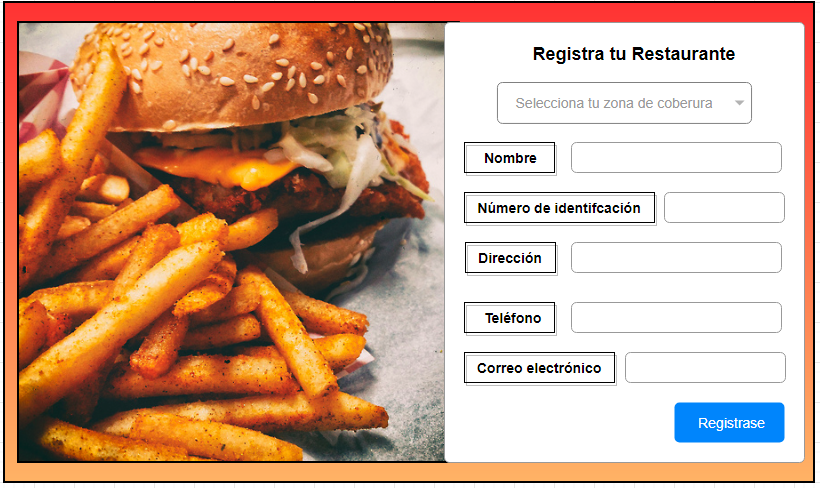 Registra tu Restaurante
Selecciona tu zona de coberura
Nombre
Número de identifcación
Dirección
Teléfono
Correo electrónico
Registrase